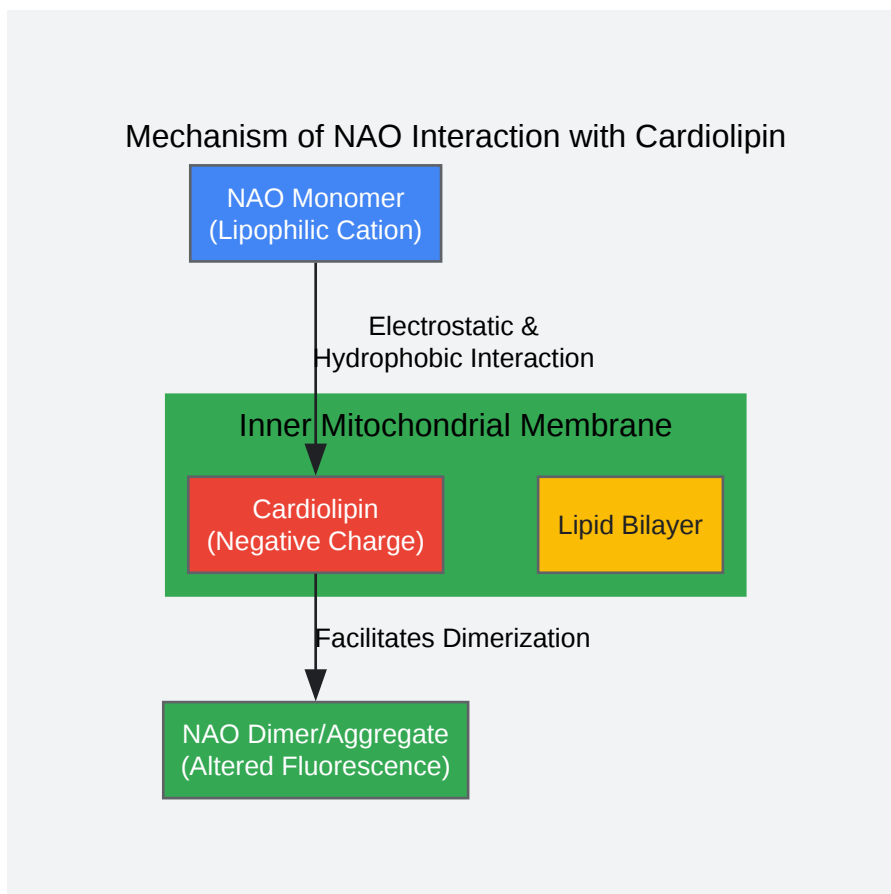 Mechanism of NAO Interaction with Cardiolipin
NAO Monomer
(Lipophilic Cation)
Electrostatic &
Hydrophobic Interaction
Inner Mitochondrial Membrane
Cardiolipin
(Negative Charge)
Lipid Bilayer
Facilitates Dimerization
NAO Dimer/Aggregate
(Altered Fluorescence)